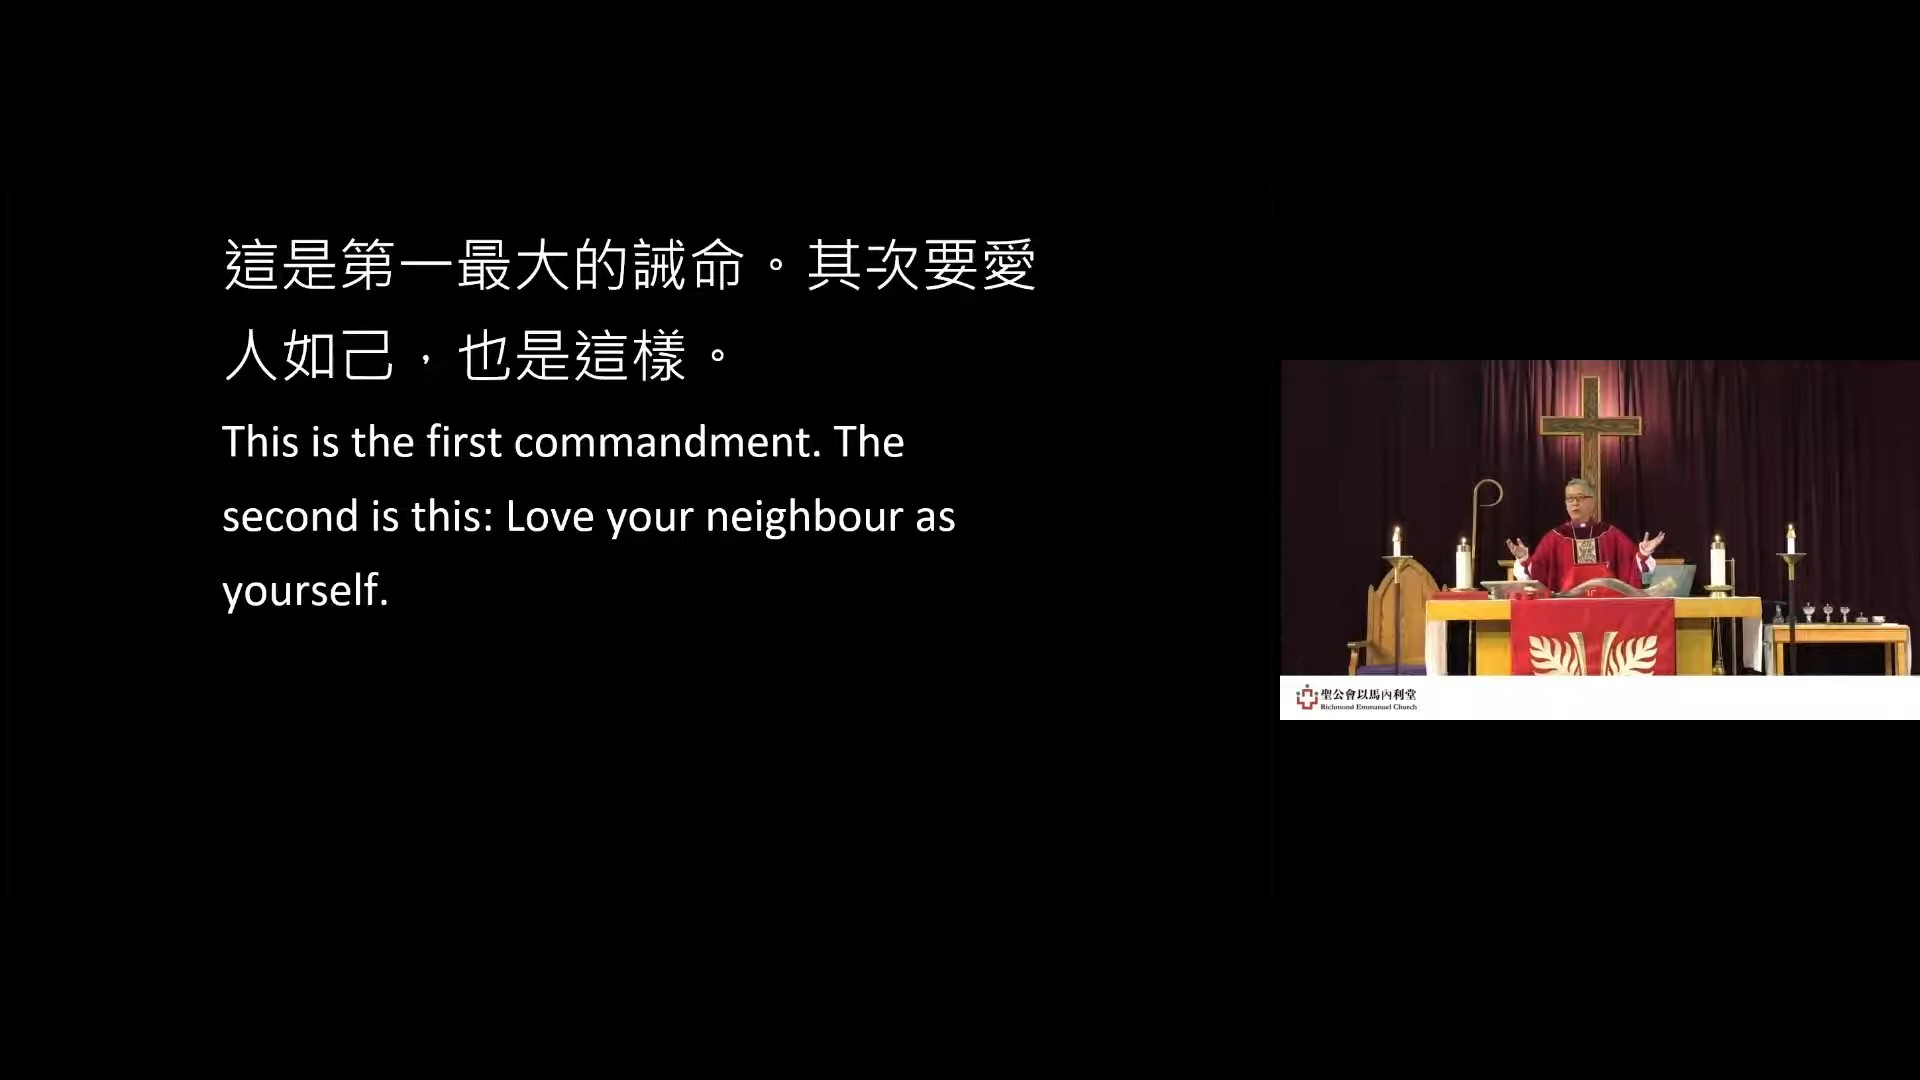 這是第一最大的誡命。其次要愛
人如己，也是這樣。
This is the first commandment. The
second is this: Love your neighbour as
yourself.
聖公會以馬內利堂
Richmond Emmanuel Church